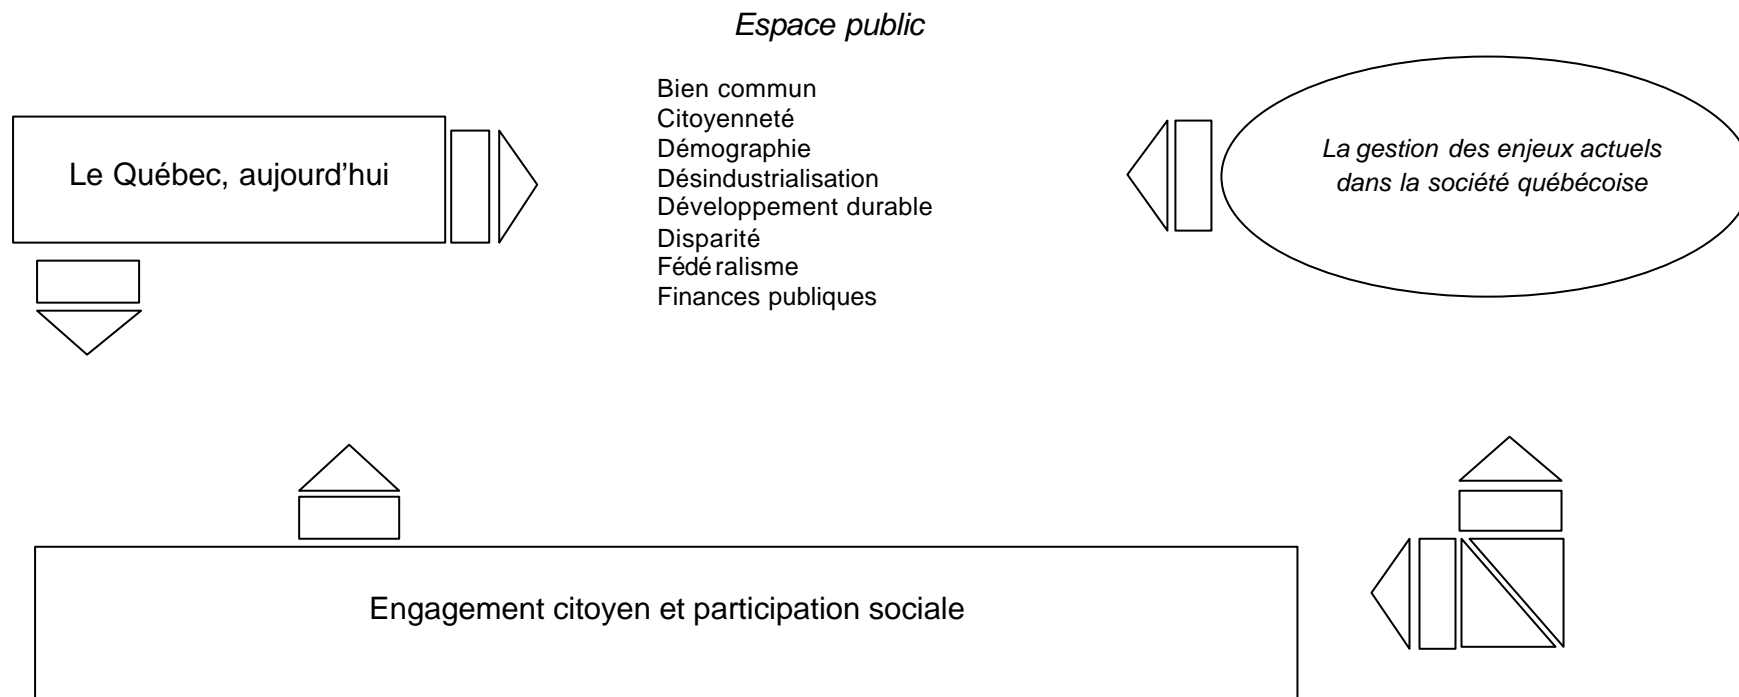 Espace public
Bien commun
Citoyenneté
Démographie
Désindustrialisation
Développement durable
Disparité
Fédéralisme
Finances publiques
Le Québec, aujourd'hui
La gestion des enjeux actuels
dans la société québécoise
Engagement citoyen et participation sociale